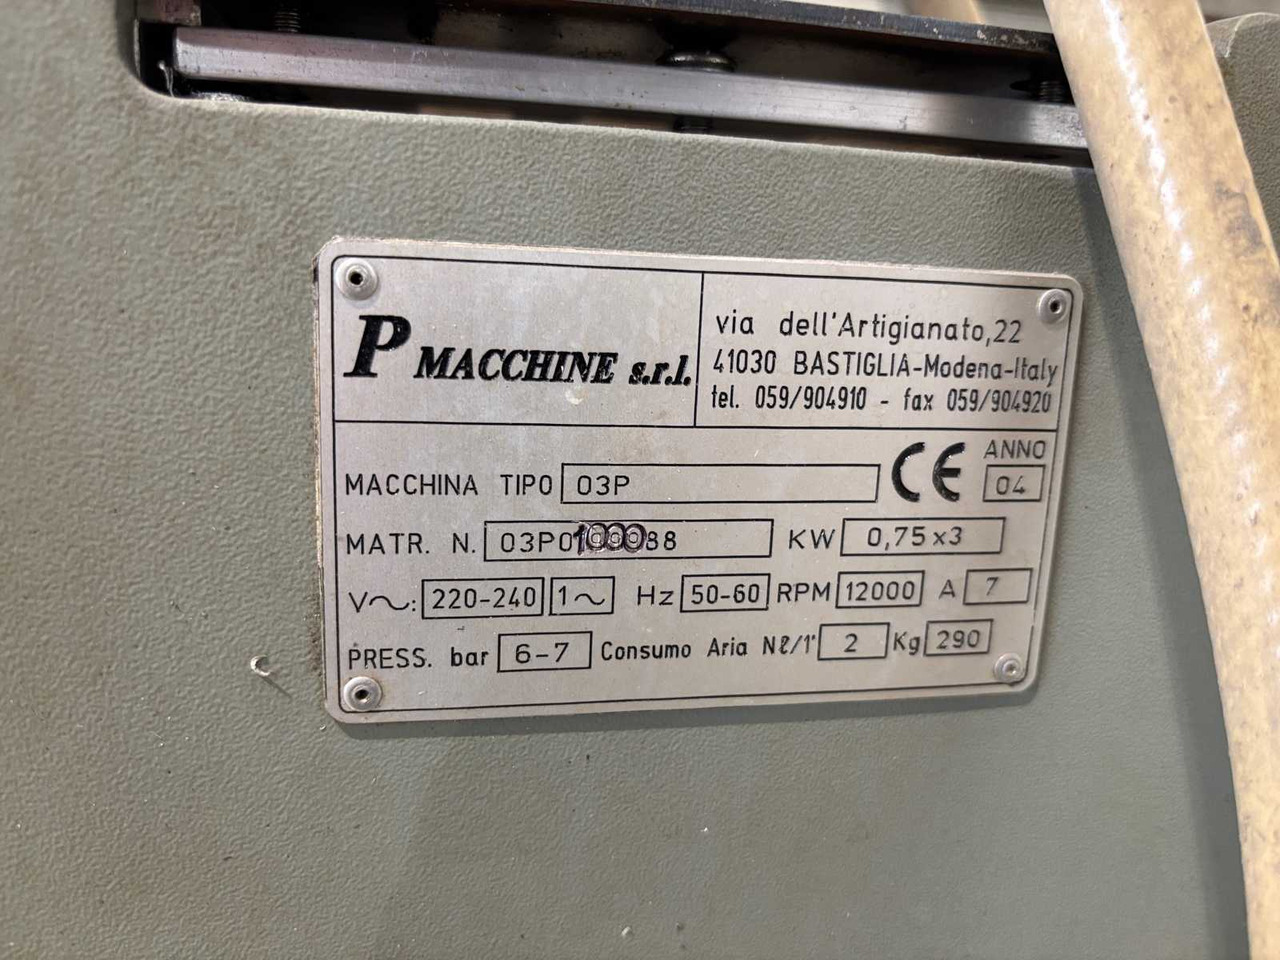 P MACCHINE s.r.l.
via dell'Artigianato,22
41030 BASTIGLIA-Modena-Italy
tel. 059/904910 - fax 059/904920
MACCHINA TIPO 03P
CE
ANNO
04
MATR. N. KW 0,75x3
V~: 220-240 1~ Hz 50-60 RPM 12000 A 7
PRESS. bar 6-7 Consumo Aria Nℓ/1' 2 Kg 290